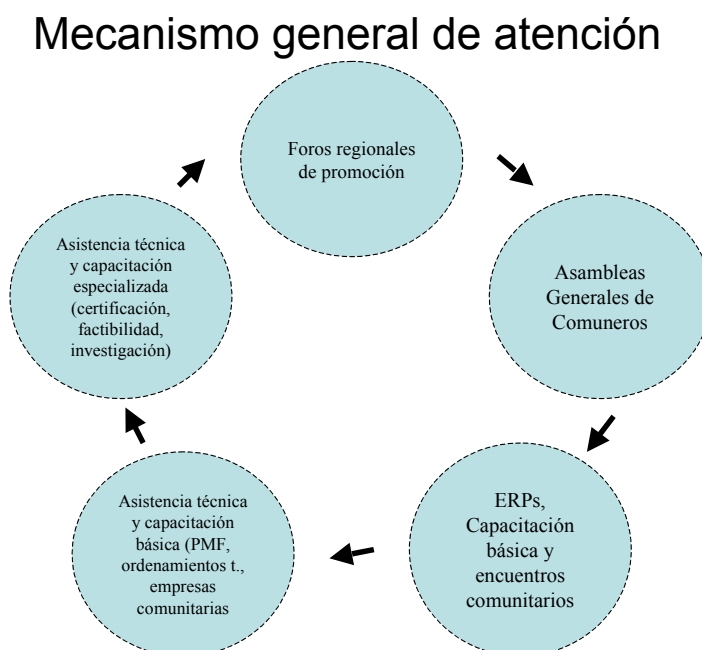 Mecanismo general de atención
Foros regionales
de promoción
Asambleas
Generales de
Comuneros
ERPs,
Capacitación
básica y
encuentros
comunitarios
Asistencia técnica
y capacitación
básica (PMF,
ordenamientos t.,
empresas
comunitarias
Asistencia técnica
y capacitación
especializada
(certificación,
factibilidad,
investigación)